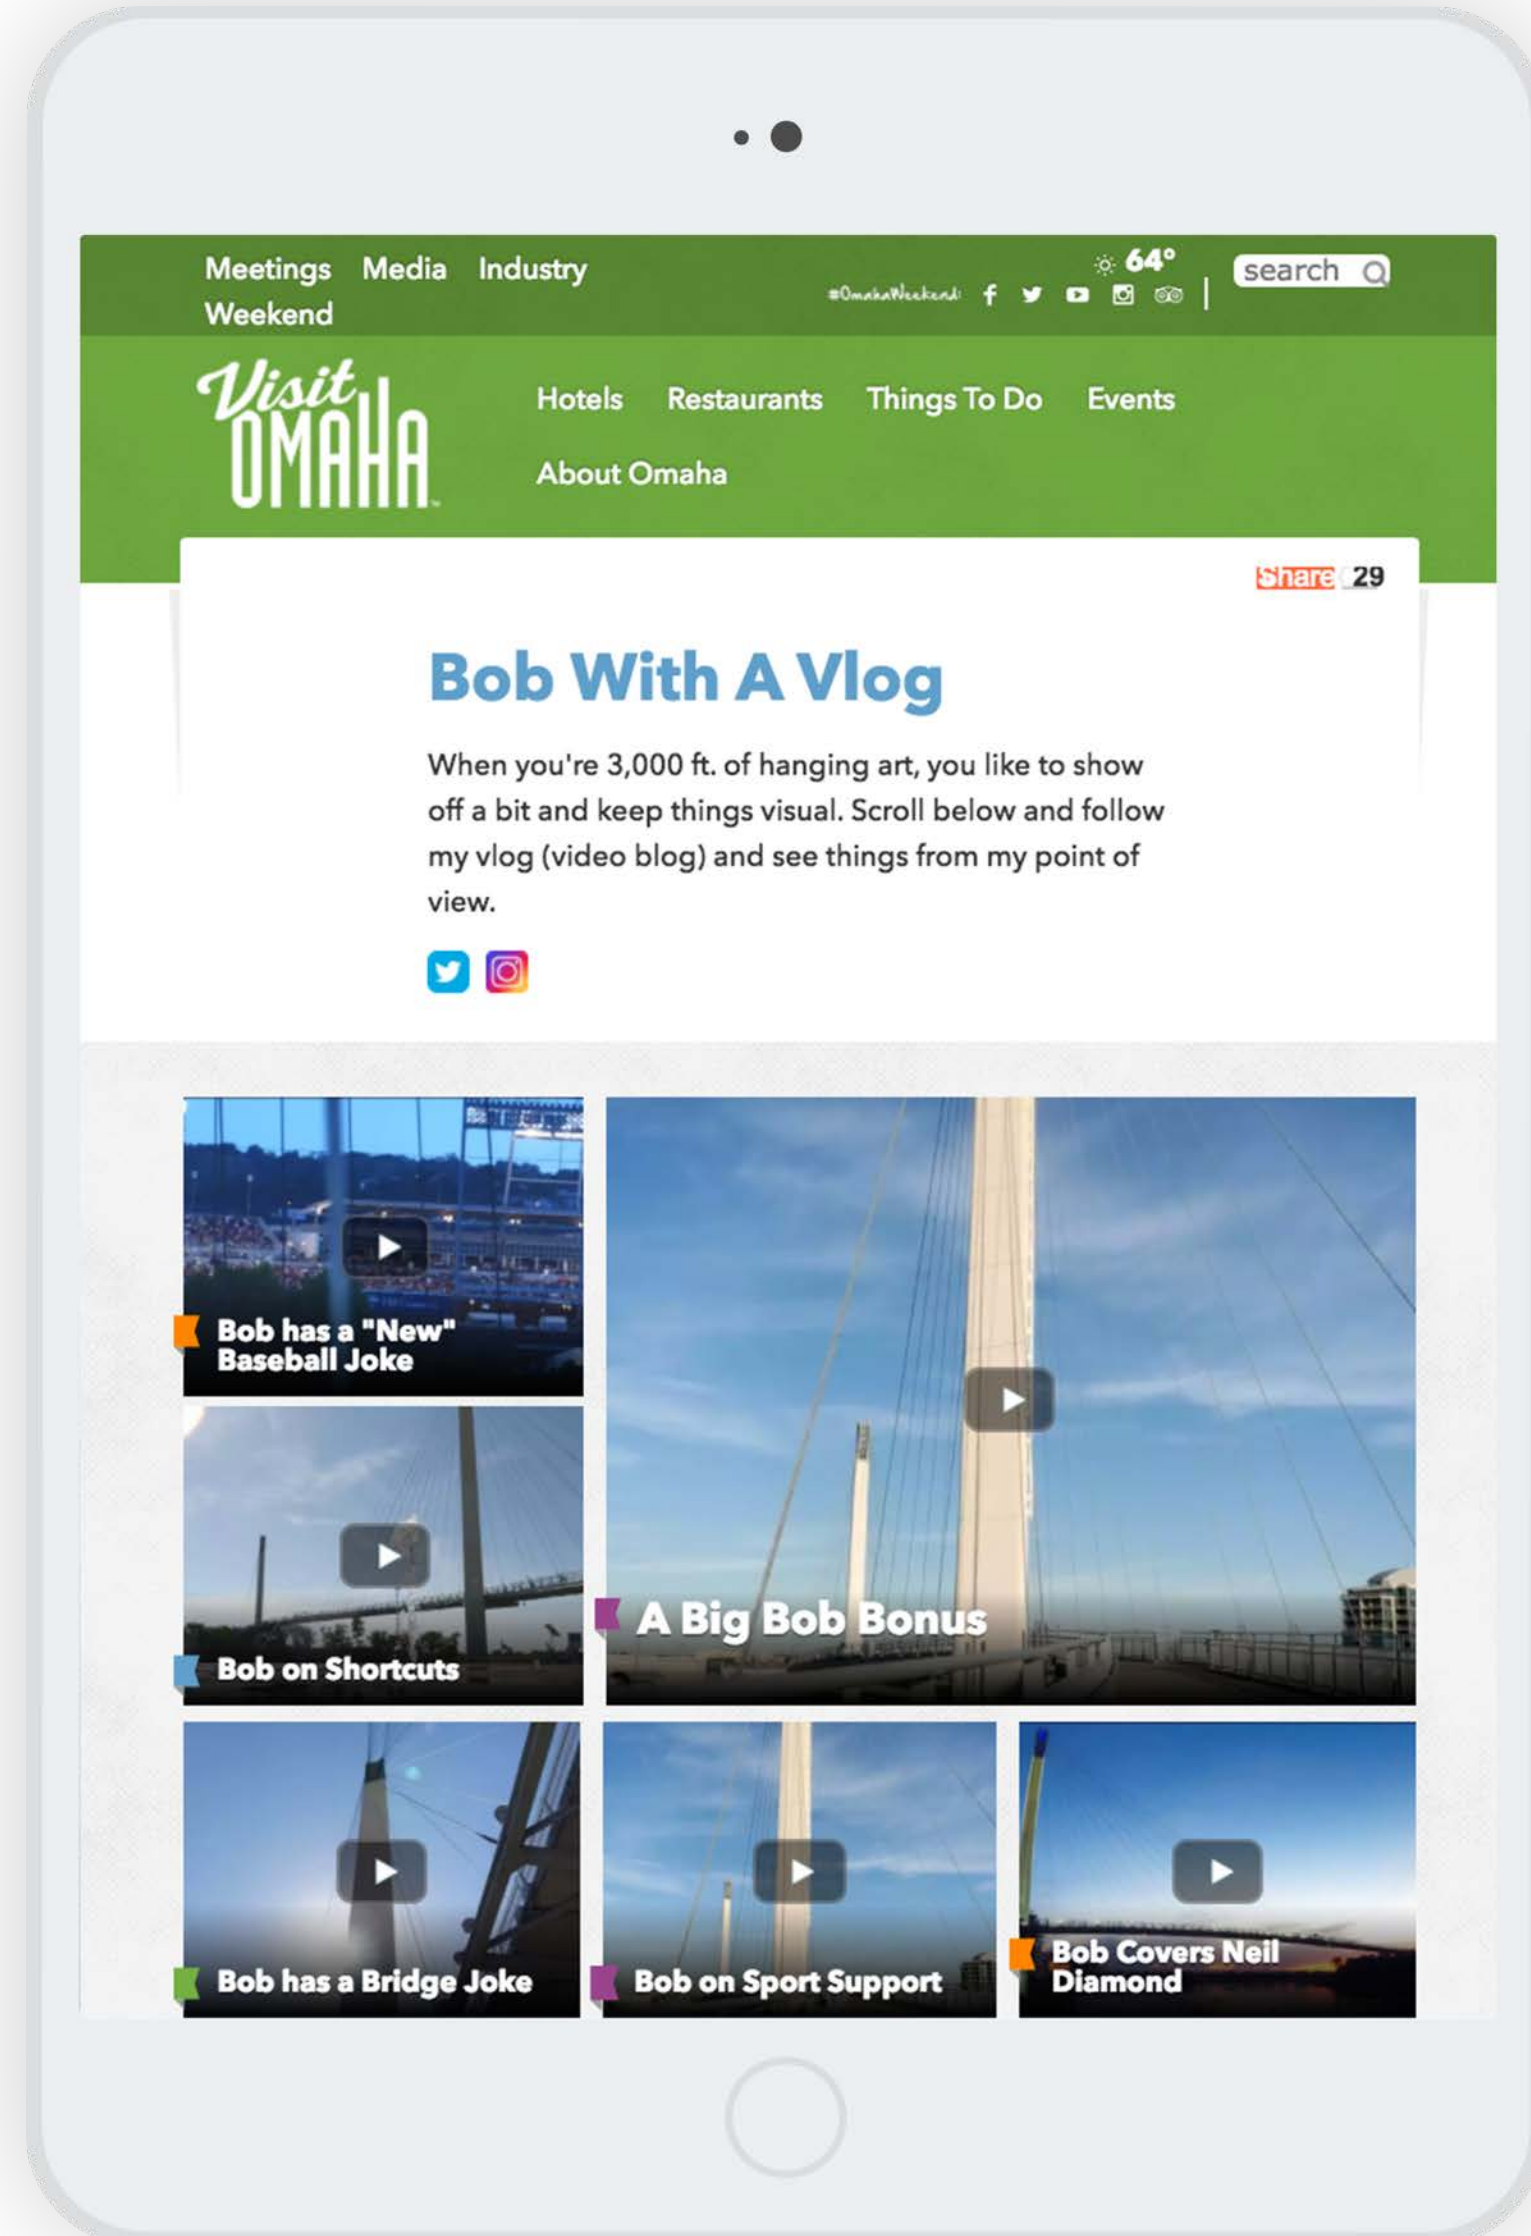 Meetings Media Industry
Weekend
#OmahaWeekend:
64°
search
Visit
OMAHA
Hotels Restaurants Things To Do Events
About Omaha
Share 29
Bob With A Vlog
When you're 3,000 ft. of hanging art, you like to show
off a bit and keep things visual. Scroll below and follow
my vlog (video blog) and see things from my point of
view.
Bob has a "New"
Baseball Joke
Bob on Shortcuts
A Big Bob Bonus
Bob has a Bridge Joke
Bob on Sport Support
Bob Covers Neil
Diamond